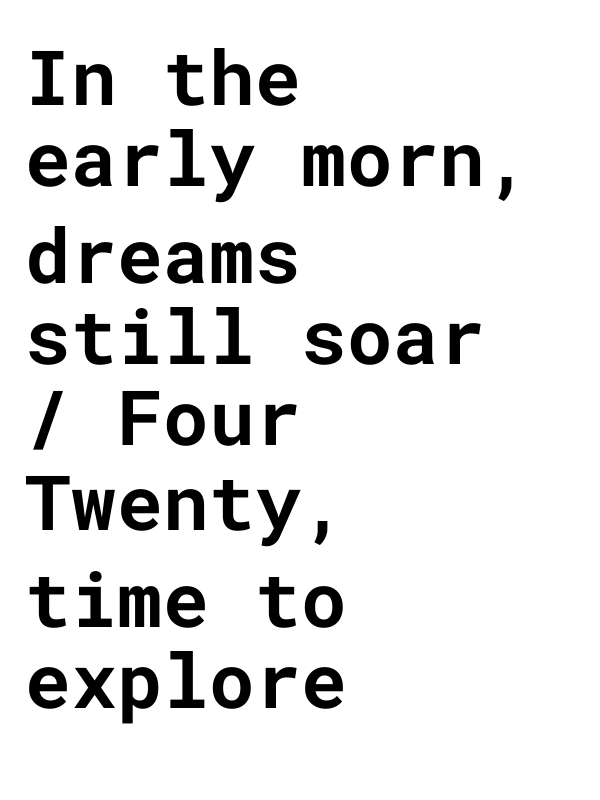 In the
early morn,
dreams
still soar
/ Four
Twenty,
time to
explore